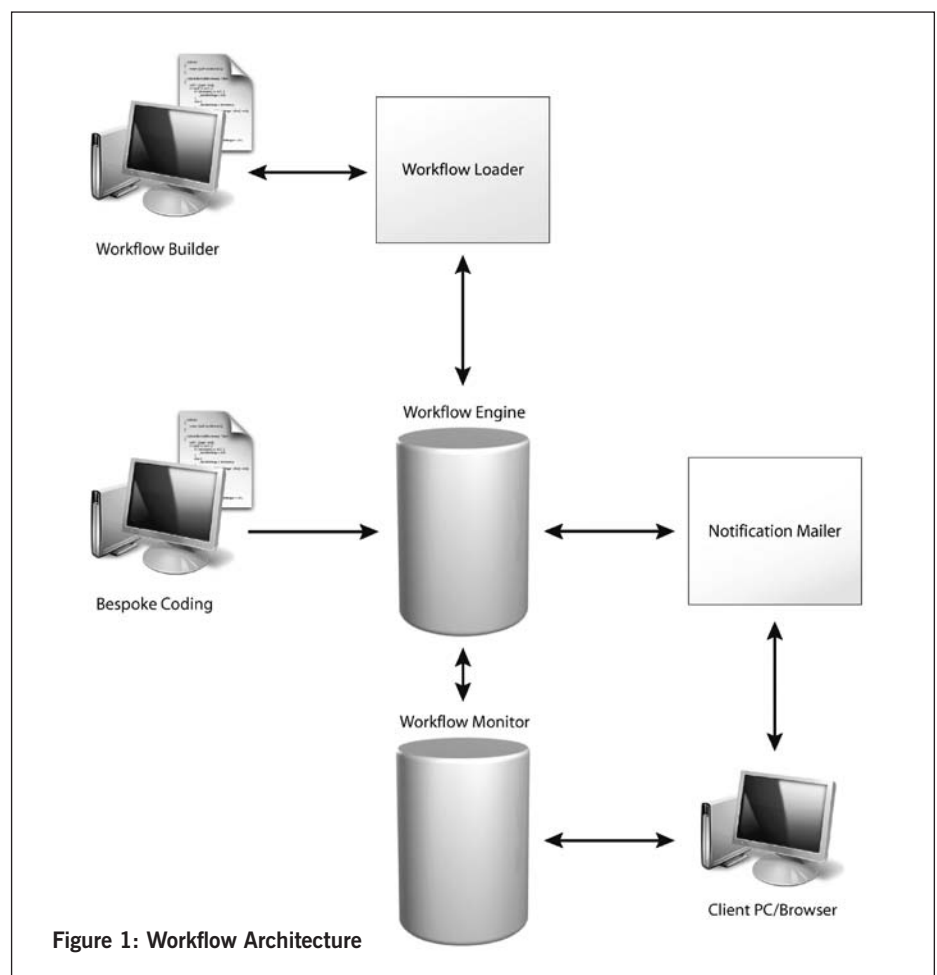 Workflow Loader
Workflow Builder
Workflow Engine
Bespoke Coding
Notification Mailer
Workflow Monitor
Client PC/Browser
Figure 1: Workflow Architecture